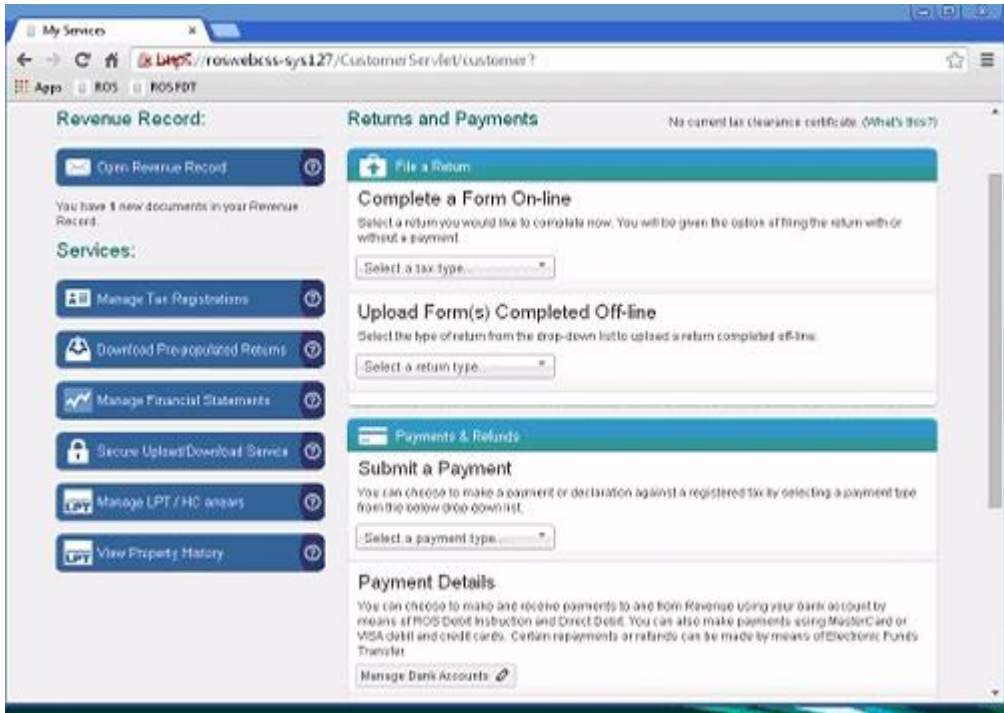 My Services
https://roswebcss-sys127/CustomerServlet/customer?
Apps ROS ROS PDT
Revenue Record:
Open Revenue Record
You have 1 new documents in your Revenue
Record.
Services:
Manage Tax Registrations
Download Pre-populated Returns
Manage Financial Statements
Secure Upload/Download Service
LPT Manage LPT / HC arrears
LPT View Property History
Returns and Payments
No current tax clearance certificate. (What's this?)
File a Return
Complete a Form On-line
Select a return you would like to complete now. You will be given the option of filing the return with or
without a payment.
Select a tax type...
Upload Form(s) Completed Off-line
Select the type of return from the drop-down list to upload a return completed off-line.
Select a return type...
Payments & Refunds
Submit a Payment
You can choose to make a payment or declaration against a registered tax by selecting a payment type
from the below drop down list.
Select a payment type...
Payment Details
You can choose to make and receive payments to and from Revenue using your bank account by
means of ROS Debit Instruction and Direct Debit. You can also make payments using MasterCard or
VISA debit and credit cards. Certain repayments or refunds can be made by means of Electronic Funds
Transfer.
Manage Bank Accounts